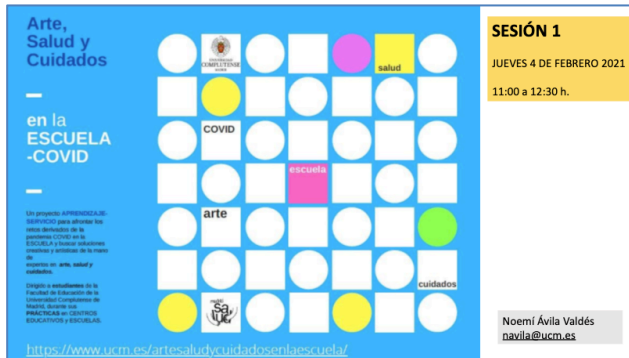 Arte,
Salud y
Cuidados
en la
ESCUELA
-COVID
Un proyecto APRENDIZAJE-
SERVICIO para afrontar los
retos derivados de la
pandemia COVID en la
ESCUELA y buscar soluciones
creativas y artísticas de la mano
de
expertos en: arte, salud y
cuidados.
Dirigido a estudiantes de la
Facultad de Educación de la
Universidad Complutense de
Madrid, durante sus
PRÁCTICAS en CENTROS
EDUCATIVOS y ESCUELAS.
https://www.ucm.es/artesaludycuidadosenlaescuela/
UNIVERSIDAD
COMPLUTENSE
MADRID
salud
COVID
escuela
arte
cuidados
SESIÓN 1
JUEVES 4 DE FEBRERO 2021
11:00 a 12:30 h.
Noemí Ávila Valdés
navila@ucm.es